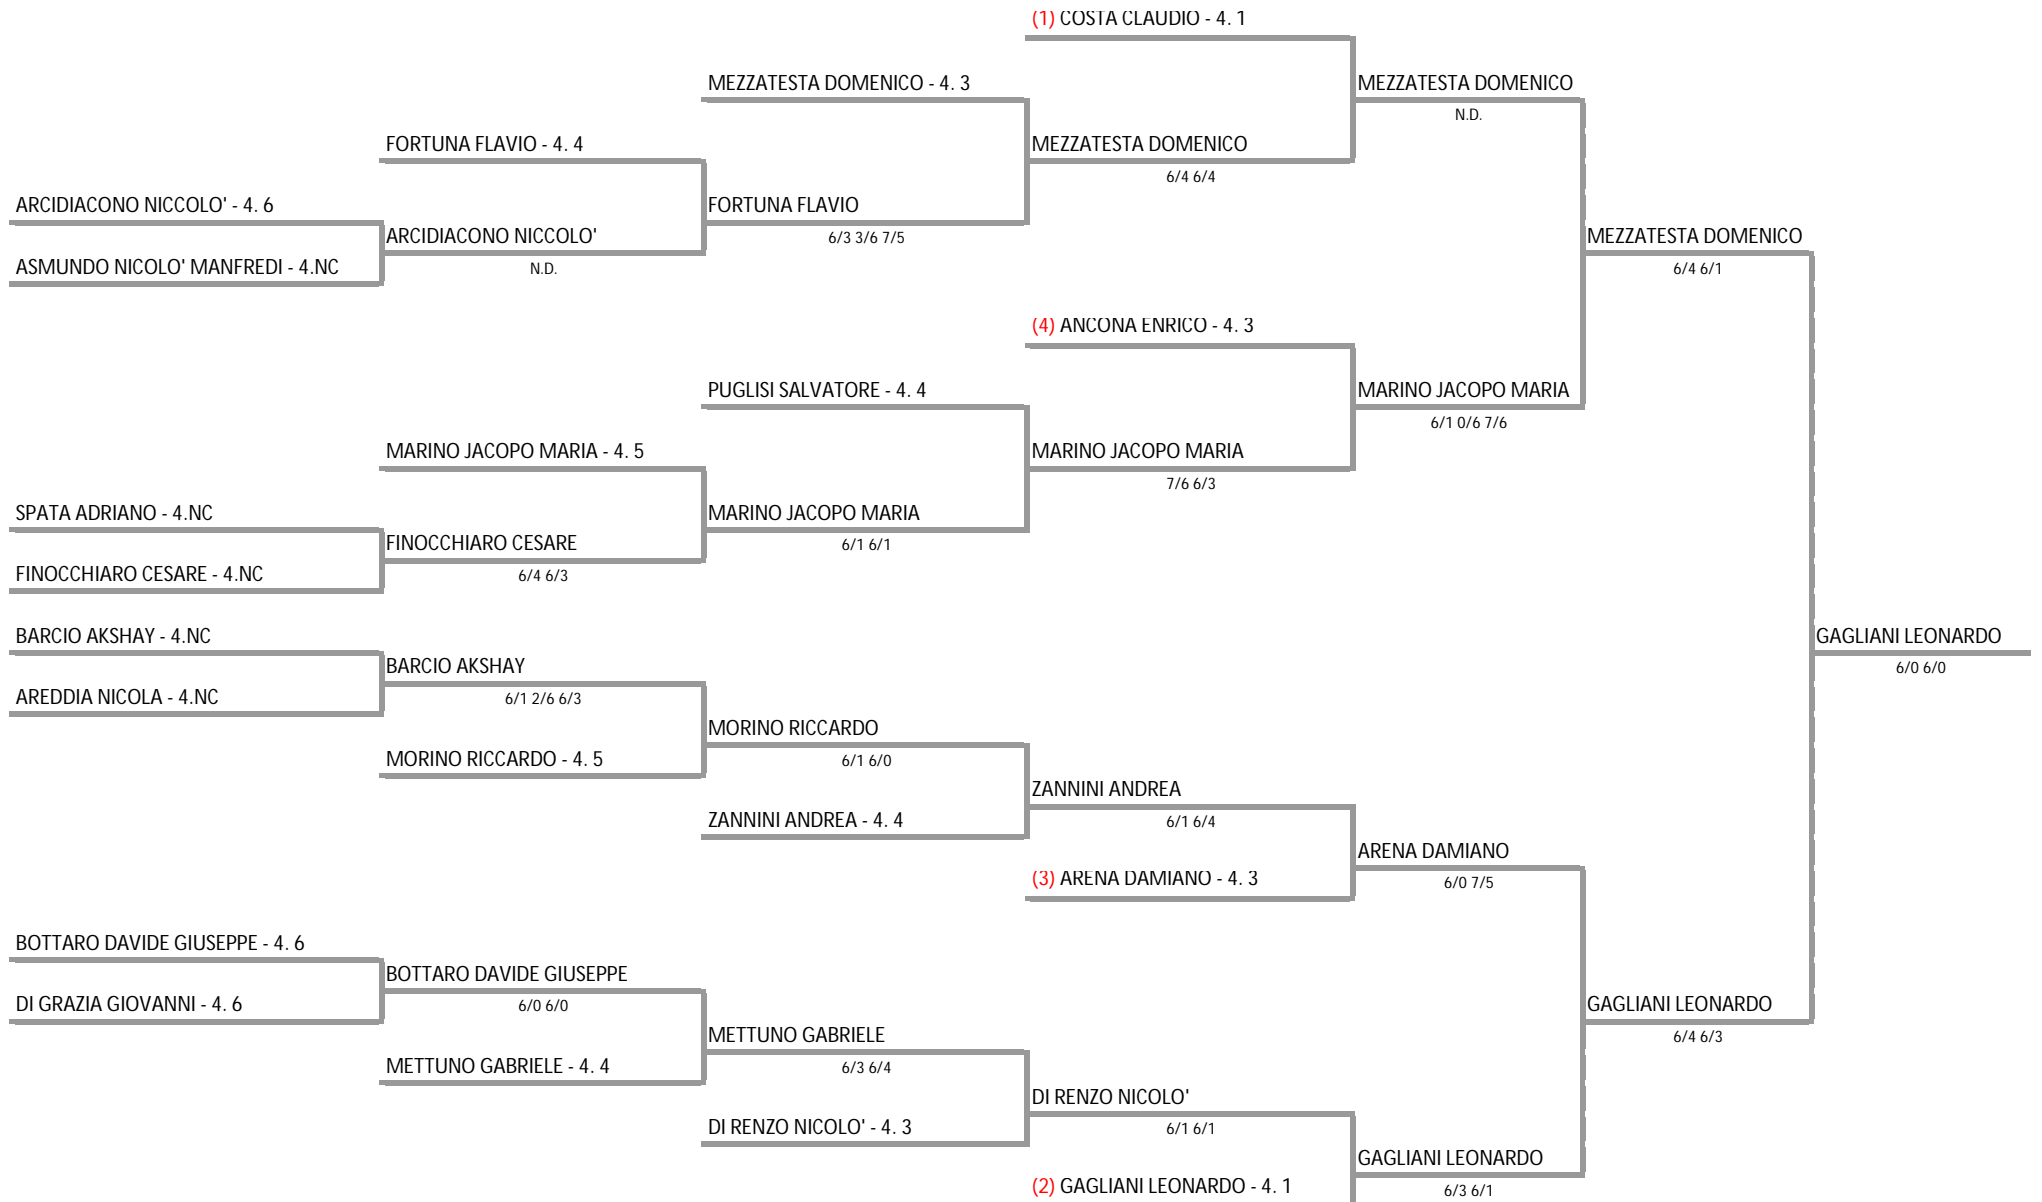 (1) COSTA CLAUDIO - 4. 1
MEZZATESTA DOMENICO - 4. 3
MEZZATESTA DOMENICO
N.D.
FORTUNA FLAVIO - 4. 4
MEZZATESTA DOMENICO
6/4 6/4
ARCIDIACONO NICCOLO' - 4. 6
FORTUNA FLAVIO
6/3 3/6 7/5
ARCIDIACONO NICCOLO'
N.D.
MEZZATESTA DOMENICO
6/4 6/1
ASMUNDO NICOLO' MANFREDI - 4.NC
(4) ANCONA ENRICO - 4. 3
PUGLISI SALVATORE - 4. 4
MARINO JACOPO MARIA
6/1 0/6 7/6
MARINO JACOPO MARIA - 4. 5
MARINO JACOPO MARIA
7/6 6/3
SPATA ADRIANO - 4.NC
MARINO JACOPO MARIA
6/1 6/1
FINOCCHIARO CESARE
6/4 6/3
FINOCCHIARO CESARE - 4.NC
BARCIO AKSHAY - 4.NC
GAGLIANI LEONARDO
6/0 6/0
BARCIO AKSHAY
6/1 2/6 6/3
AREDDIA NICOLA - 4.NC
MORINO RICCARDO
6/1 6/0
MORINO RICCARDO - 4. 5
ZANNINI ANDREA
6/1 6/4
ZANNINI ANDREA - 4. 4
ARENA DAMIANO
6/0 7/5
(3) ARENA DAMIANO - 4. 3
BOTTARO DAVIDE GIUSEPPE - 4. 6
BOTTARO DAVIDE GIUSEPPE
6/0 6/0
DI GRAZIA GIOVANNI - 4. 6
GAGLIANI LEONARDO
6/4 6/3
METTUNO GABRIELE
6/3 6/4
METTUNO GABRIELE - 4. 4
DI RENZO NICOLO'
6/1 6/1
DI RENZO NICOLO' - 4. 3
GAGLIANI LEONARDO
6/3 6/1
(2) GAGLIANI LEONARDO - 4. 1